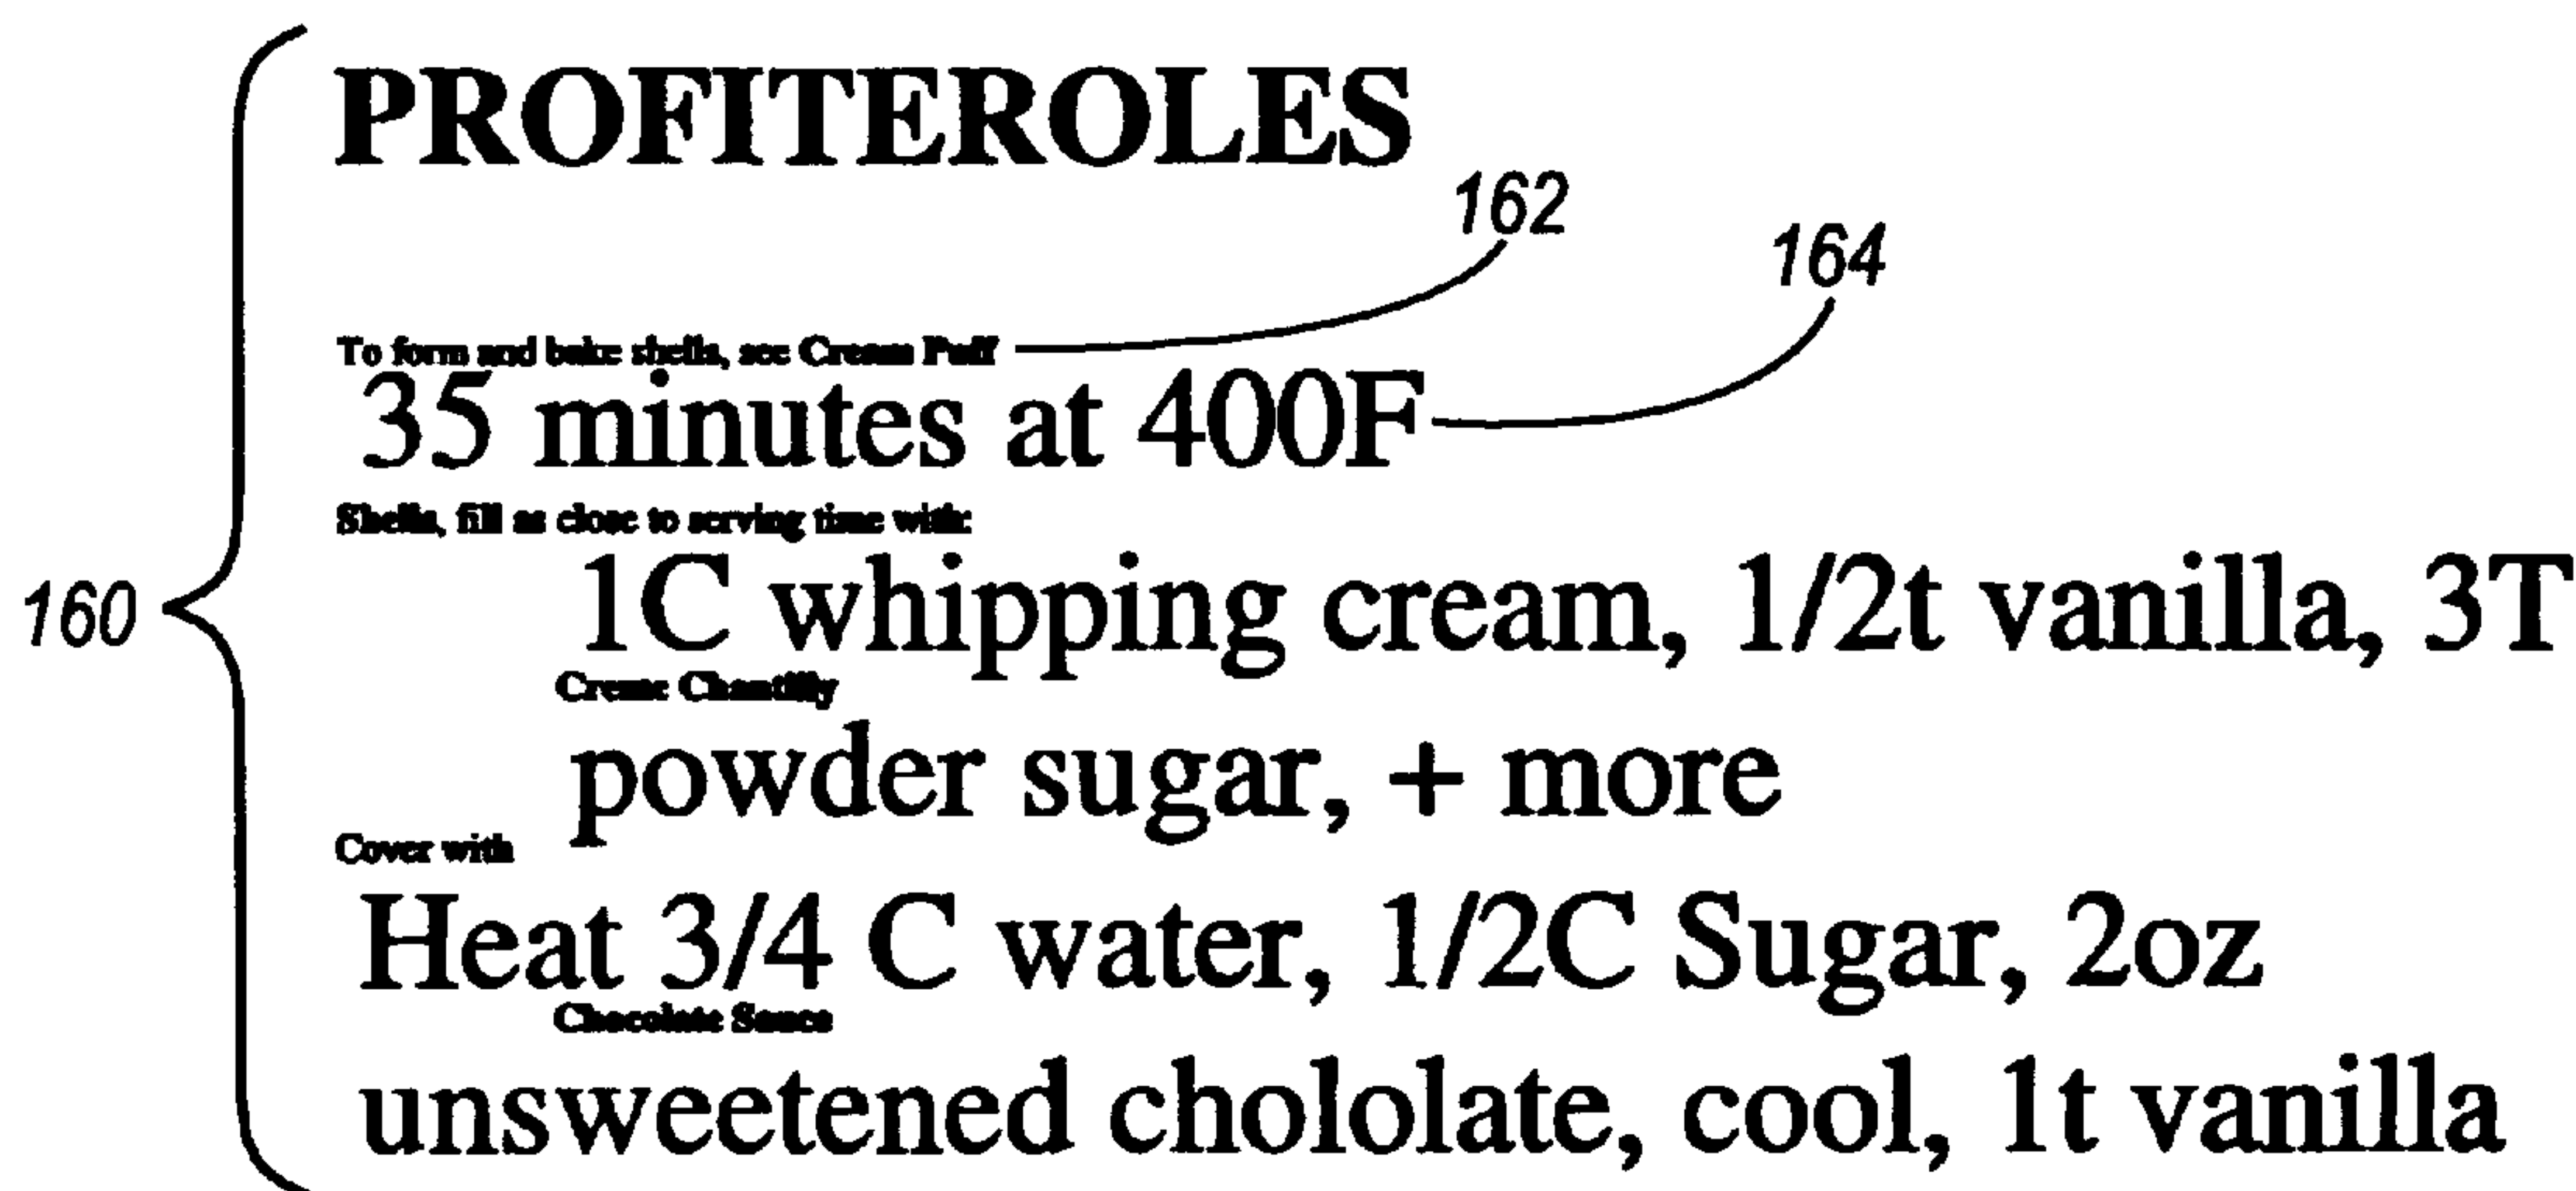 PROFITEROLES
162
164
To form and bake shells, see Cream Puff
35 minutes at 400F
Shells, fill as close to serving time with:
160
1C whipping cream, 1/2t vanilla, 3T
Creme Chantilly
powder sugar, + more
Cover with
Heat 3/4 C water, 1/2C Sugar, 2oz
Chocolate Sauce
unsweetened chololate, cool, 1t vanilla